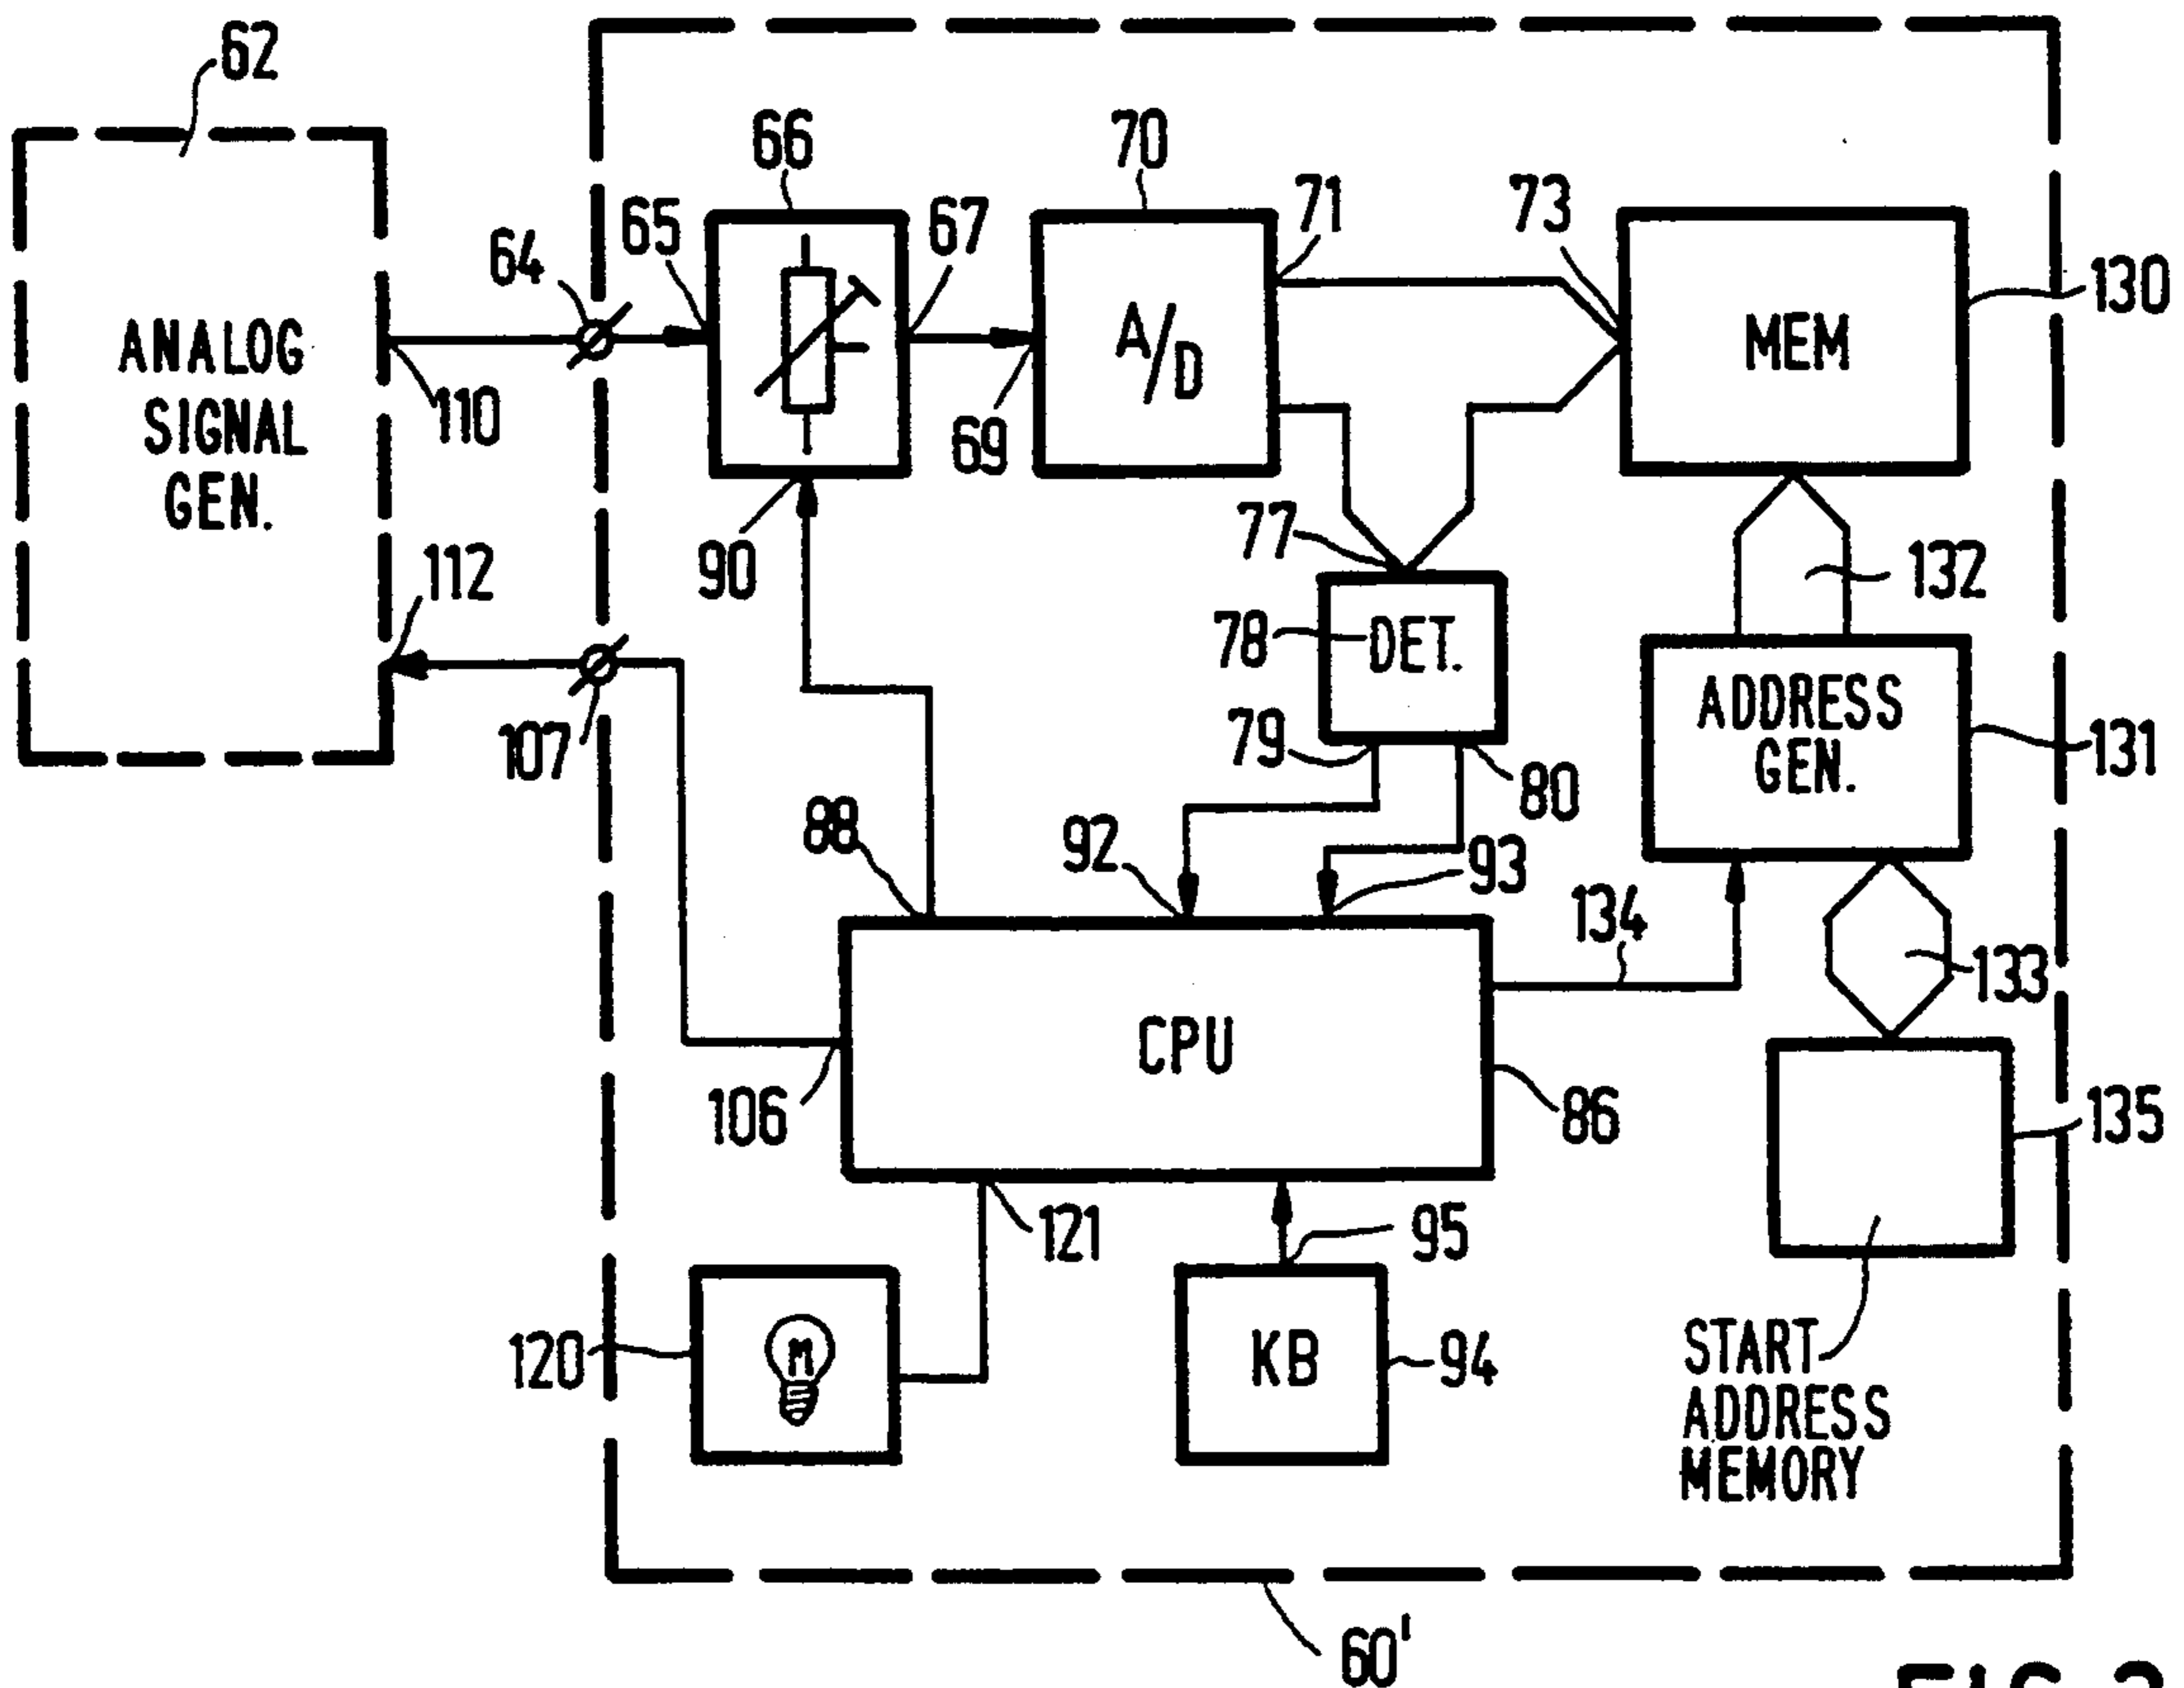 62
66
70
71
73
64
65
67
130
ANALOG
SIGNAL
GEN.
A/D
MEM
110
69
90
77
132
112
78
DET.
ADDRESS
GEN.
107
79
80
131
88
92
93
134
133
CPU
106
86
135
121
95
120
M
KB
94
START
ADDRESS
MEMORY
60'